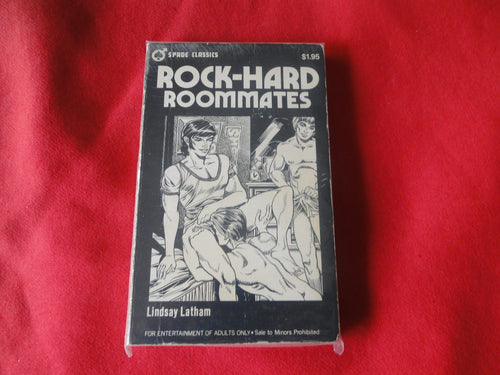 SPADE CLASSICS
$1.95
ROCK-HARD
ROOMMATES
Lindsay Latham
FOR ENTERTAINMENT OF ADULTS ONLY • Sale to Minors Prohibited